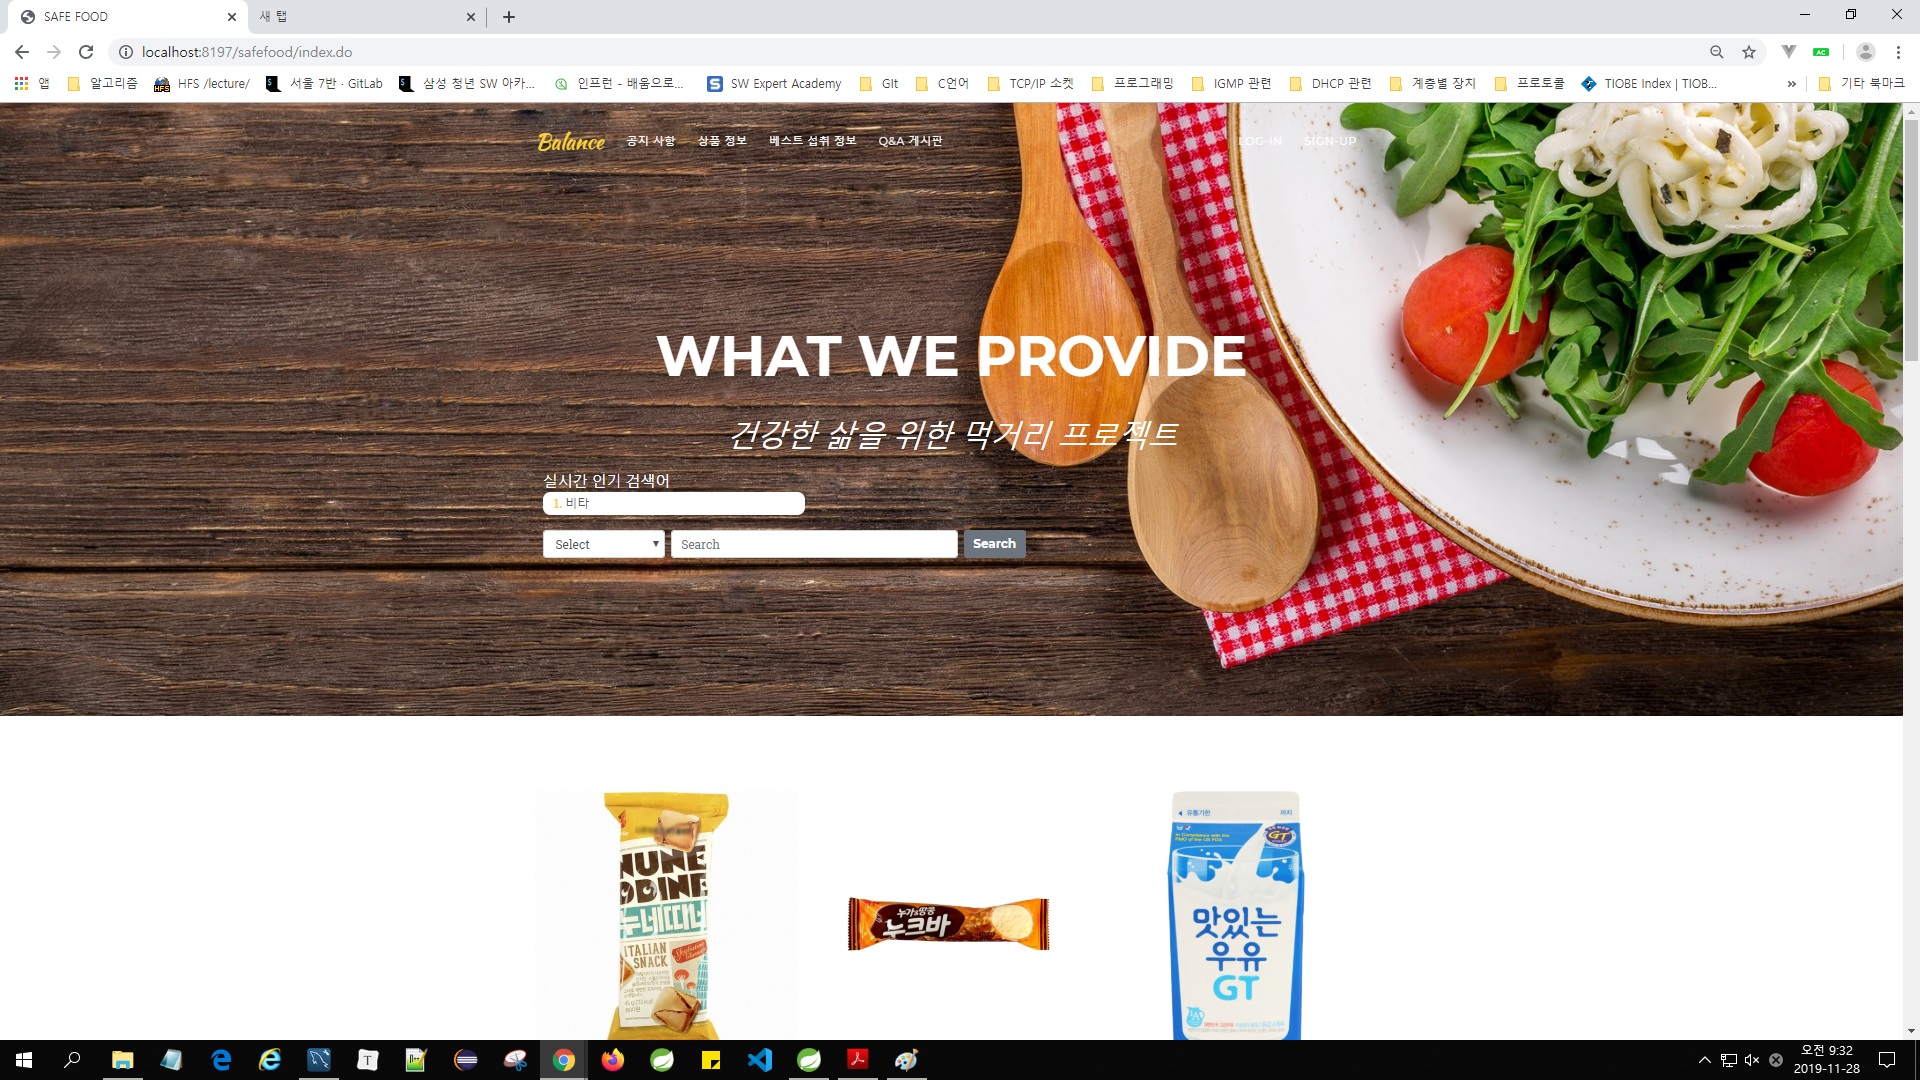 SAFE FOOD
새 탭
localhost:8197/safefood/index.do
앱 알고리즘 HFS /lecture/ 서울 7반 · GitLab 삼성 청년 SW 아카... 인프런 - 배움으로... SW Expert Academy Git C언어 TCP/IP 소켓 프로그래밍 IGMP 관련 DHCP 관련 계층별 장치 프로토콜 TIOBE Index | TIOB... » 기타 북마크
Balance 공지 사항 상품 정보 베스트 섭취 정보 Q&A 게시판 LOG-IN SIGN-UP
WHAT WE PROVIDE
건강한 삶을 위한 먹거리 프로젝트
실시간 인기 검색어
1. 비타
Select Search Search
NUNE
DDINE
누네띠네
ITALIAN
SNACK
누가&땅콩
누크바
유통기한 까지
GT
맛있는
우유
GT
오전 9:32
2019-11-28